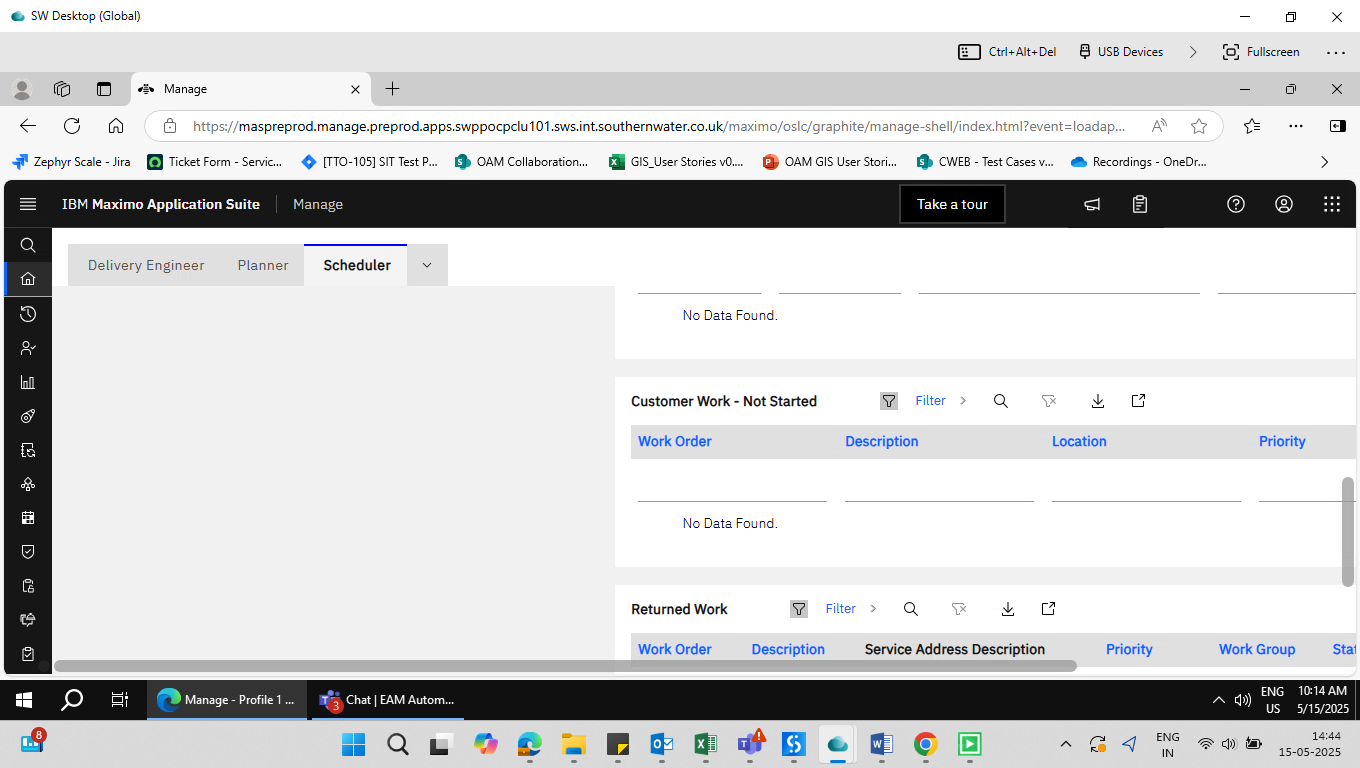 SW Desktop (Global)
Ctrl+Alt+Del
USB Devices
Fullscreen
Manage
https://maspreprod.manage.preprod.apps.swppocpclu101.sws.int.southernwater.co.uk/maximo/oslc/graphite/manage-shell/index.html?event=loadap...
Zephyr Scale - Jira
Ticket Form - Servic...
[TTO-105] SIT Test P...
OAM Collaboration...
GIS_User Stories v0....
OAM GIS User Stori...
CWEB - Test Cases v...
Recordings - OneDr...
IBM Maximo Application Suite
Manage
Take a tour
Delivery Engineer
Planner
Scheduler
No Data Found.
Customer Work - Not Started
Filter
Work Order
Description
Location
Priority
No Data Found.
Returned Work
Filter
Work Order
Description
Service Address Description
Priority
Work Group
Stat
Manage - Profile 1 ...
3
Chat | EAM Autom...
ENG
US
10:14 AM
5/15/2025
8
ENG
IN
14:44
15-05-2025